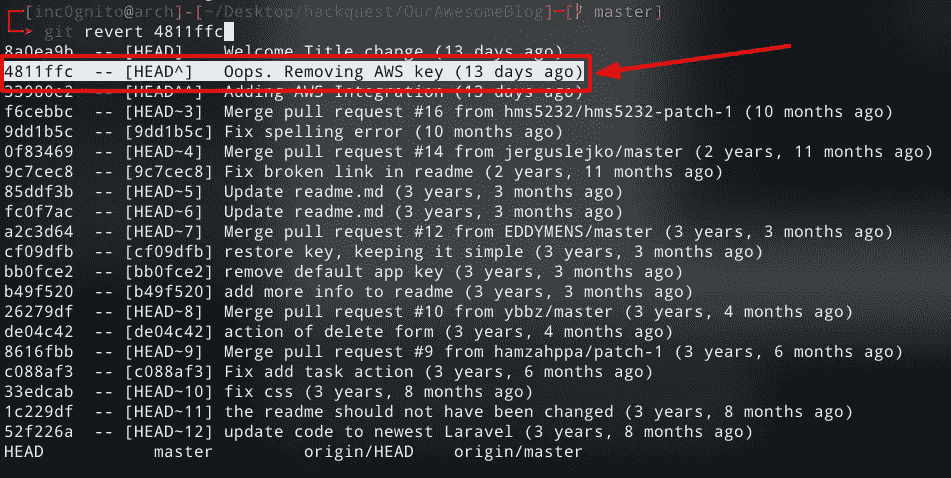 [inc0gnito@arch]-[~/Desktop/hackquest/OurAwesomeBlog]-[ master]
git revert 4811ffc
8a0ea9b -- [HEAD] Welcome Title change (13 days ago)
4811ffc -- [HEAD^] Oops. Removing AWS key (13 days ago)
[HEAD^^] Adding AWS Integration (13 days ago)
f6cebbc -- [HEAD~3] Merge pull request #16 from hms5232/hms5232-patch-1 (10 months ago)
9dd1b5c -- [9dd1b5c] Fix spelling error (10 months ago)
0f83469 -- [HEAD~4] Merge pull request #14 from jerguslejko/master (2 years, 11 months ago)
9c7cec8 -- [9c7cec8] Fix broken link in readme (2 years, 11 months ago)
85ddf3b -- [HEAD~5] Update readme.md (3 years, 3 months ago)
fc0f7ac -- [HEAD~6] Update readme.md (3 years, 3 months ago)
a2c3d64 -- [HEAD~7] Merge pull request #12 from EDDYMENS/master (3 years, 3 months ago)
cf09dfb -- [cf09dfb] restore key, keeping it simple (3 years, 3 months ago)
bb0fce2 -- [bb0fce2] remove default app key (3 years, 3 months ago)
b49f520 -- [b49f520] add more info to readme (3 years, 3 months ago)
26279df -- [HEAD~8] Merge pull request #10 from ybbz/master (3 years, 4 months ago)
de04c42 -- [de04c42] action of delete form (3 years, 4 months ago)
8616fbb -- [HEAD~9] Merge pull request #9 from hamzahppa/patch-1 (3 years, 6 months ago)
c088af3 -- [c088af3] Fix add task action (3 years, 6 months ago)
33edcab -- [HEAD~10] fix css (3 years, 8 months ago)
1c229df -- [HEAD~11] the readme should not have been changed (3 years, 8 months ago)
52f226a -- [HEAD~12] update code to newest Laravel (3 years, 8 months ago)
HEAD master origin/HEAD origin/master